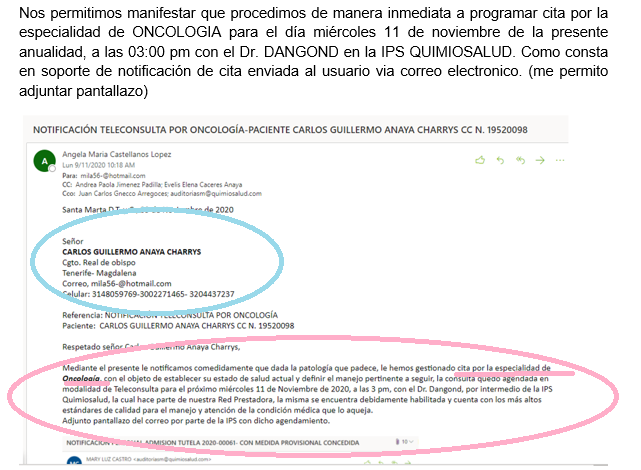 Nos permitimos manifestar que procedimos de manera inmediata a programar cita por la
especialidad de ONCOLOGIA para el día miércoles 11 de noviembre de la presente
anualidad, a las 03:00 pm con el Dr. DANGOND en la IPS QUIMIOSALUD. Como consta
en soporte de notificación de cita enviada al usuario via correo electronico. (me permito
adjuntar pantallazo)
NOTIFICACIÓN TELECONSULTA POR ONCOLOGÍA-PACIENTE CARLOS GUILLERMO ANAYA CHARRYS CC N. 19520098
A
Angela Maria Castellanos Lopez
Lun 9/11/2020 10:18 AM
Para: mila56-@hotmail.com
CC: Andrea Paola Jimenez Padilla; Evelis Elena Caceres Anaya
Cco: Juan Carlos Gnecco Arregoces; auditoriasm@quimiosalud.com
Santa Marta D.T. de 2020
Señor
CARLOS GUILLERMO ANAYA CHARRYS
Cgto. Real de obispo
Tenerife- Magdalena
Correo, mila56-@hotmail.com
Celular: 3148059769-3002271465- 3204437237
Referencia: NOTIFICACIÓN TELECONSULTA POR ONCOLOGÍA
Paciente: CARLOS GUILLERMO ANAYA CHARRYS CC N. 19520098
Respetado señor Carlos Guillermo Anaya Charrys,
Mediante el presente le notificamos comedidamente que dada la patología que padece, le hemos gestionado cita por la especialidad de
Oncología, con el objeto de establecer su estado de salud actual y definir el manejo pertinente a seguir, la consulta quedo agendada en
modalidad de Teleconsulta para el próximo miércoles 11 de Noviembre de 2020, a las 3 pm, con el Dr. Dangond, por intermedio de la IPS
Quimiosalud, la cual hace parte de nuestra Red Prestadora, la misma se encuentra debidamente habilitada y cuenta con los más altos
estándares de calidad para el manejo y atención de la condición médica que lo aqueja.
Adjunto pantallazo del correo por parte de la IPS con dicho agendamiento.
NOTIFICACION ADMISION TUTELA 2020-00061- CON MEDIDA PROVISIONAL CONCEDIDA
10
MARY LUZ CASTRO <auditoriasm@quimiosalud.com>